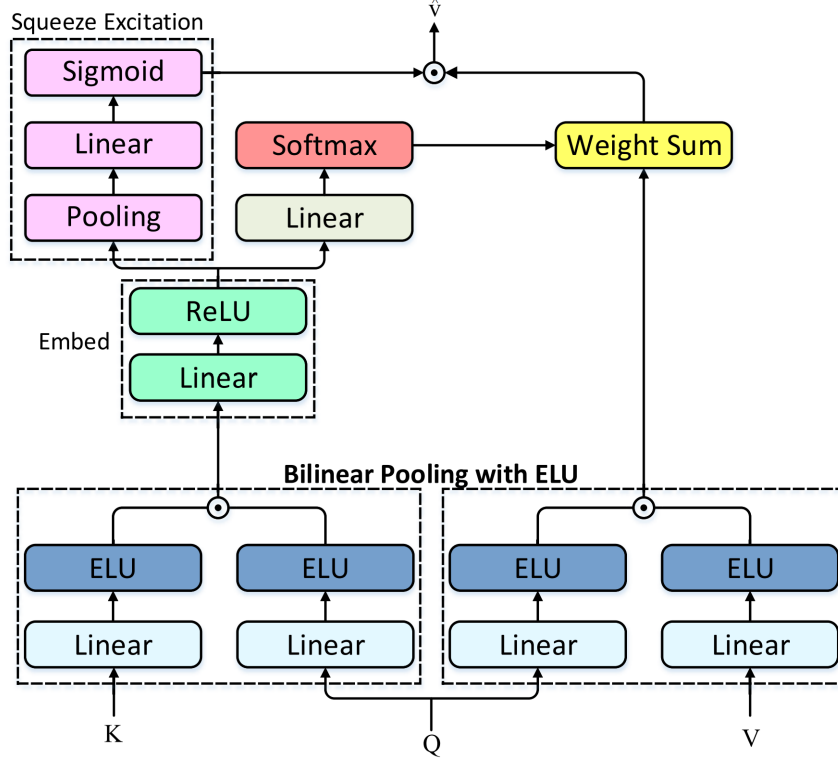 v̂
Squeeze Excitation
Sigmoid
Linear
Softmax
Weight Sum
Pooling
Linear
ReLU
Embed
Linear
Bilinear Pooling with ELU
ELU
ELU
ELU
ELU
Linear
Linear
Linear
Linear
K
Q
V